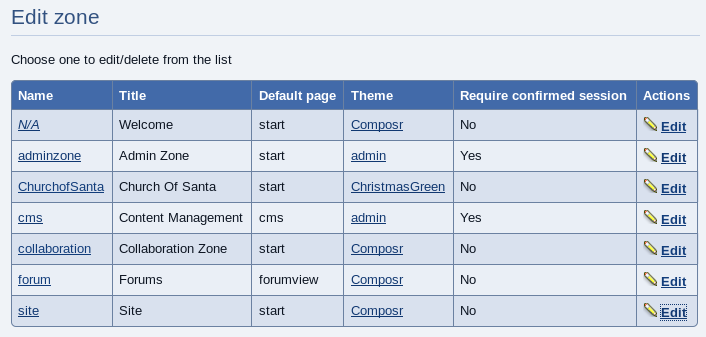 Edit zone
Choose one to edit/delete from the list
Name Title Default page Theme Require confirmed session Actions
N/A Welcome start Composr No Edit
adminzone Admin Zone start admin Yes Edit
ChurchofSanta Church Of Santa start ChristmasGreen No Edit
cms Content Management cms admin Yes Edit
collaboration Collaboration Zone start Composr No Edit
forum Forums forumview Composr No Edit
site Site start Composr No Edit